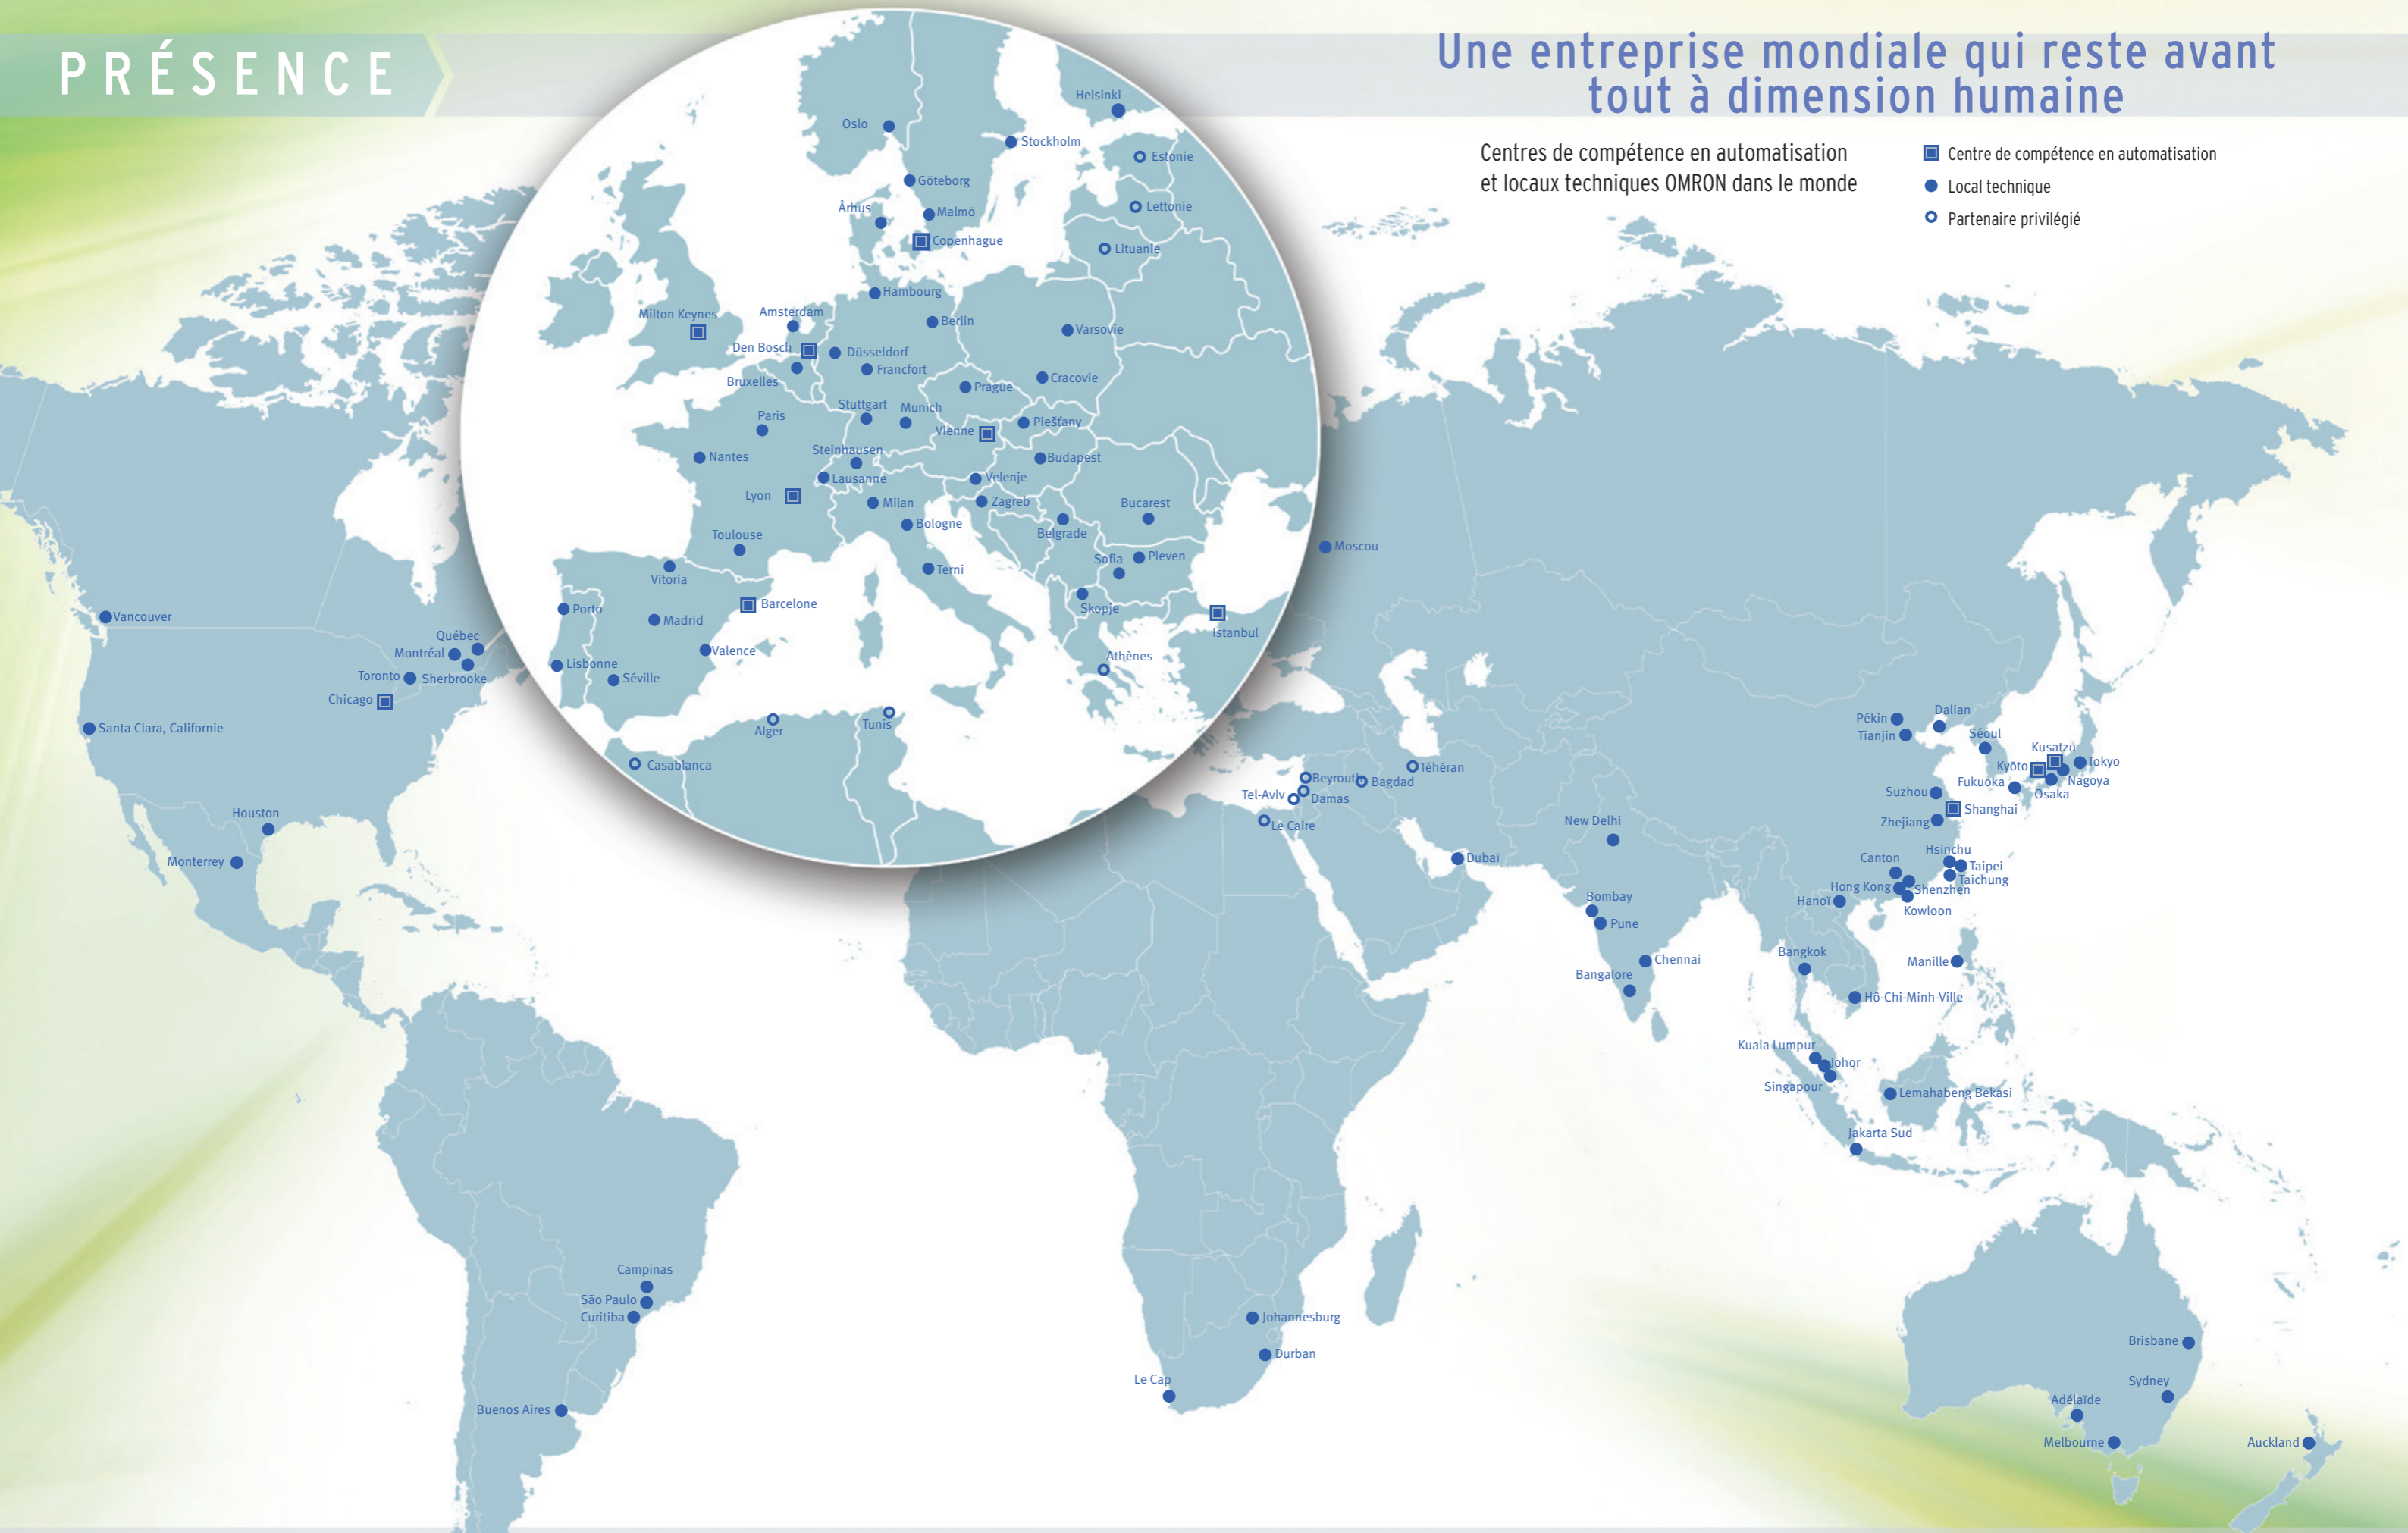 PRÉSENCE
Une entreprise mondiale qui reste avant
tout à dimension humaine
Centres de compétence en automatisation
et locaux techniques OMRON dans le monde
Centre de compétence en automatisation
Local technique
Partenaire privilégié
Helsinki
Oslo
Stockholm
Estonie
Göteborg
Lettonie
Århus
Malmö
Copenhague
Lituanie
Hambourg
Milton Keynes
Amsterdam
Berlin
Varsovie
Den Bosch
Düsseldorf
Francfort
Bruxelles
Cracovie
Prague
Stuttgart
Munich
Paris
Piešťany
Vienne
Steinhausen
Nantes
Budapest
Lausanne
Velenje
Lyon
Milan
Zagreb
Bucarest
Bologne
Belgrade
Toulouse
Sofia
Pleven
Terni
Vitoria
Porto
Barcelone
Skopje
Madrid
Istanbul
Valence
Athènes
Lisbonne
Séville
Alger
Tunis
Casablanca
Moscou
Vancouver
Québec
Montréal
Toronto
Sherbrooke
Chicago
Santa Clara, Californie
Houston
Monterrey
Campinas
São Paulo
Curitiba
Buenos Aires
Téhéran
Beyrouth
Bagdad
Tel-Aviv
Damas
Le Caire
Dubaï
New Delhi
Bombay
Pune
Chennai
Bangalore
Pékin
Dalian
Tianjin
Séoul
Kusatzu
Kyōto
Tokyo
Fukuoka
Nagoya
Ōsaka
Suzhou
Shanghai
Zhejiang
Hsinchu
Canton
Taipei
Taichung
Hong Kong
Shenzhen
Hanoï
Kowloon
Bangkok
Manille
Hô-Chi-Minh-Ville
Kuala Lumpur
Johor
Singapour
Lemahabeng Bekasi
Jakarta Sud
Johannesburg
Durban
Le Cap
Brisbane
Sydney
Adélaïde
Melbourne
Auckland